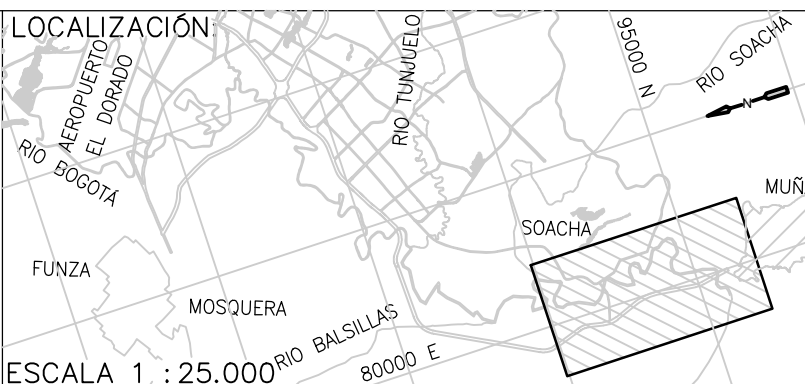 LOCALIZACIÓN:
AEROPUERTO
EL DORADO
RIO TUNJUELO
95000 N
RIO SOACHA
N
RIO BOGOTÁ
MUÑ
SOACHA
FUNZA
MOSQUERA
RIO BALSILLAS
80000 E
ESCALA 1 : 25.000